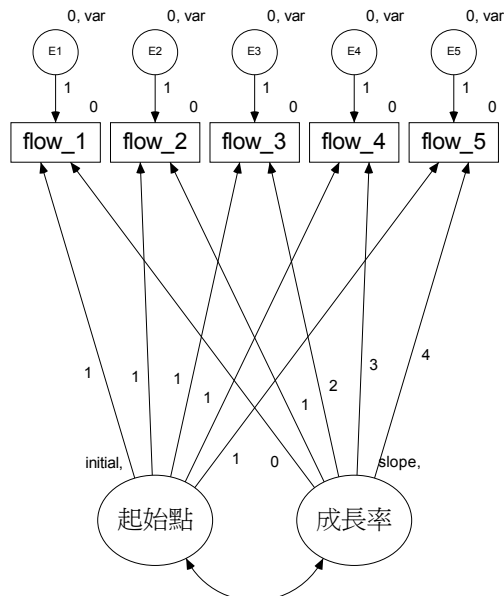 0, var 0, var 0, var 0, var 0, var
E1 E2 E3 E4 E5
1 1 1 1 1
0 0 0 0 0
flow_1 flow_2 flow_3 flow_4 flow_5
1 1 1 1 1 0 1 2 3 4
initial, slope,
起始點 成長率